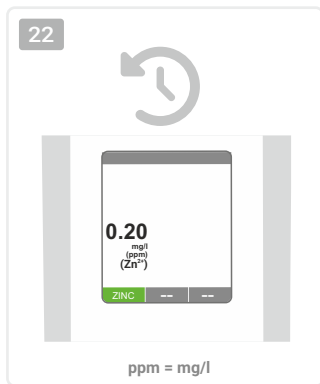 22
0.20
mg/l
(ppm)
(Zn²⁺)
ZINC -- --
ppm = mg/l